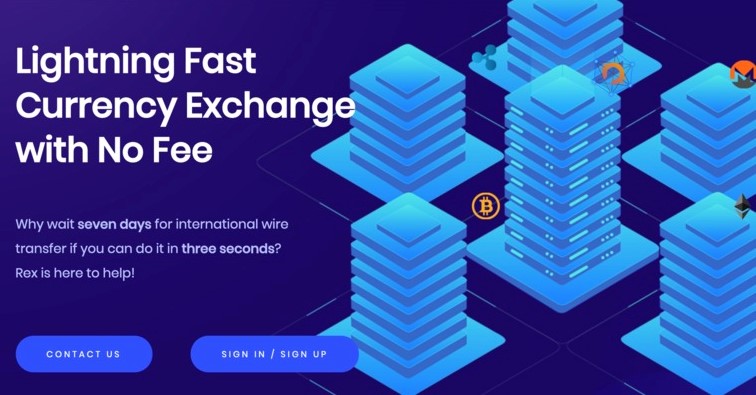 Lightning Fast
Currency Exchange
with No Fee
Why wait seven days for international wire
transfer if you can do it in three seconds?
Rex is here to help!
CONTACT US
SIGN IN / SIGN UP